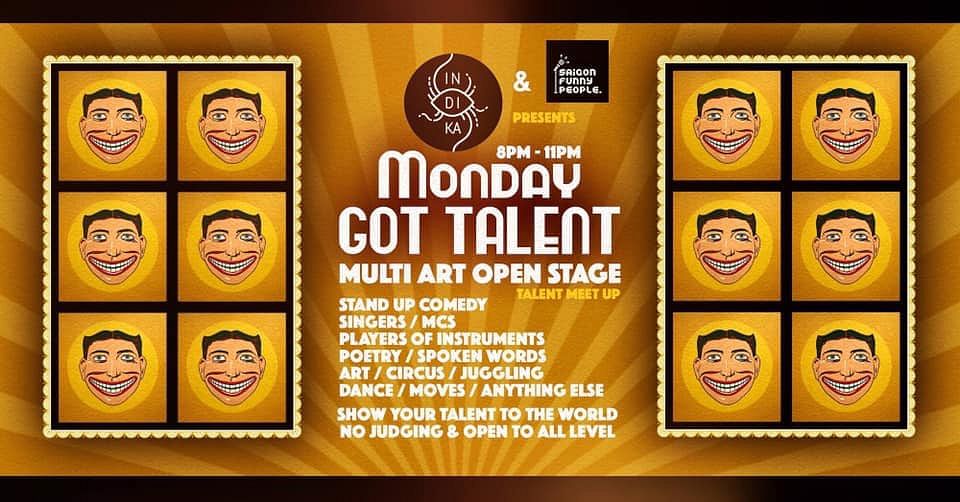 IN
DI
KA
&
SAIGON
FUNNY
PEOPLE.
PRESENTS
8PM - 11PM
MONDAY
GOT TALENT
MULTI ART OPEN STAGE
TALENT MEET UP
STAND UP COMEDY
SINGERS / MCS
PLAYERS OF INSTRUMENTS
POETRY / SPOKEN WORDS
ART / CIRCUS / JUGGLING
DANCE / MOVES / ANYTHING ELSE
SHOW YOUR TALENT TO THE WORLD
NO JUDGING & OPEN TO ALL LEVEL